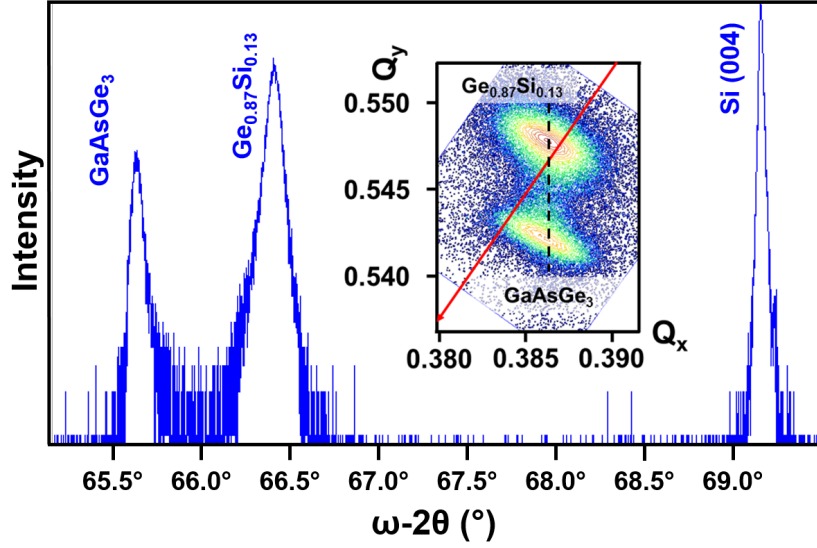 Intensity
GaAsGe₃
Ge₀.₈₇Si₀.₁₃
Si (004)
Q_y
0.550
0.545
0.540
Ge₀.₈₇Si₀.₁₃
GaAsGe₃
0.380 0.385 0.390
Qₓ
65.5° 66.0° 66.5° 67.0° 67.5° 68.0° 68.5° 69.0°
ω-2θ (°)